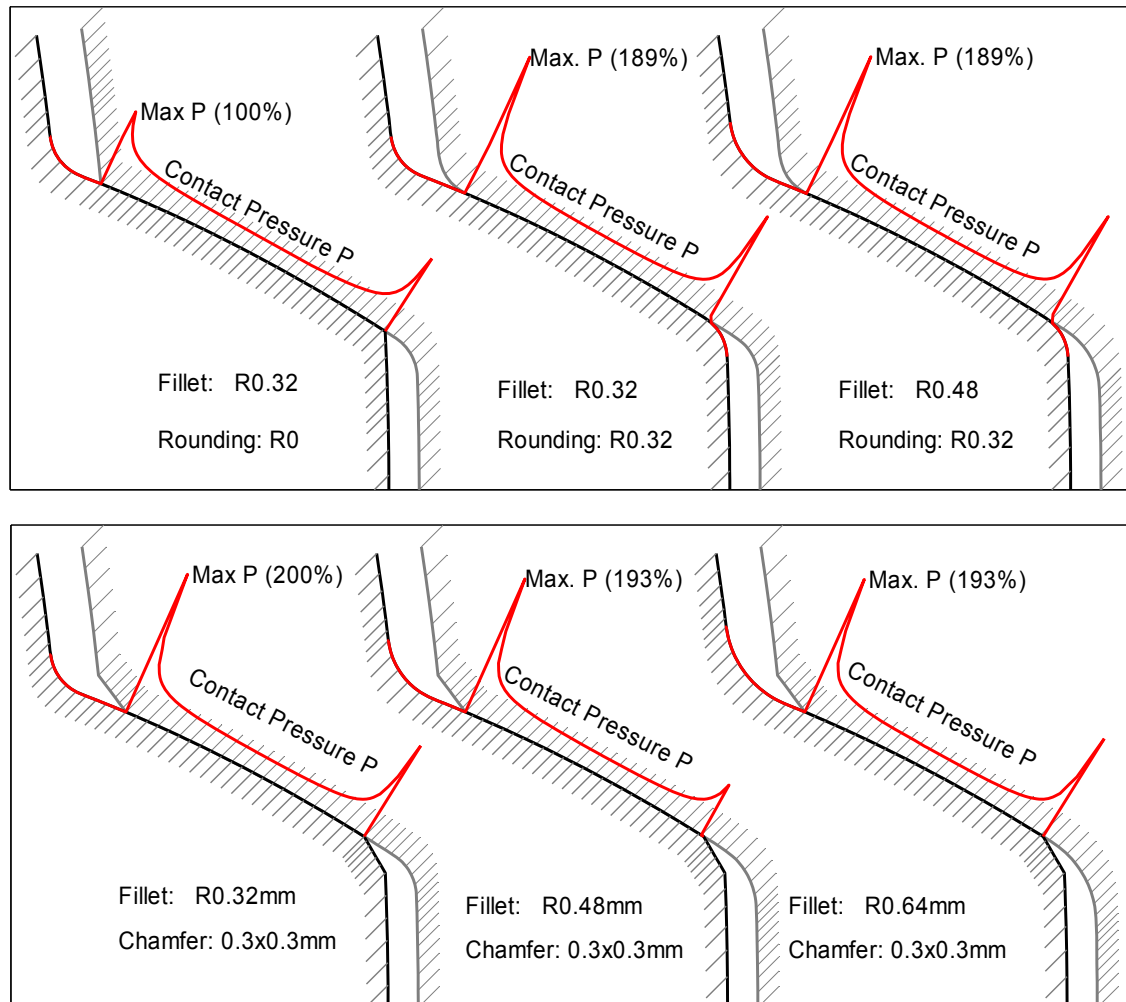 Max P (100%)
Contact Pressure P
Fillet: R0.32
Rounding: R0
Max. P (189%)
Contact Pressure P
Fillet: R0.32
Rounding: R0.32
Max. P (189%)
Contact Pressure P
Fillet: R0.48
Rounding: R0.32
Max P (200%)
Contact Pressure P
Fillet: R0.32mm
Chamfer: 0.3x0.3mm
Max. P (193%)
Contact Pressure P
Fillet: R0.48mm
Chamfer: 0.3x0.3mm
Max. P (193%)
Contact Pressure P
Fillet: R0.64mm
Chamfer: 0.3x0.3mm